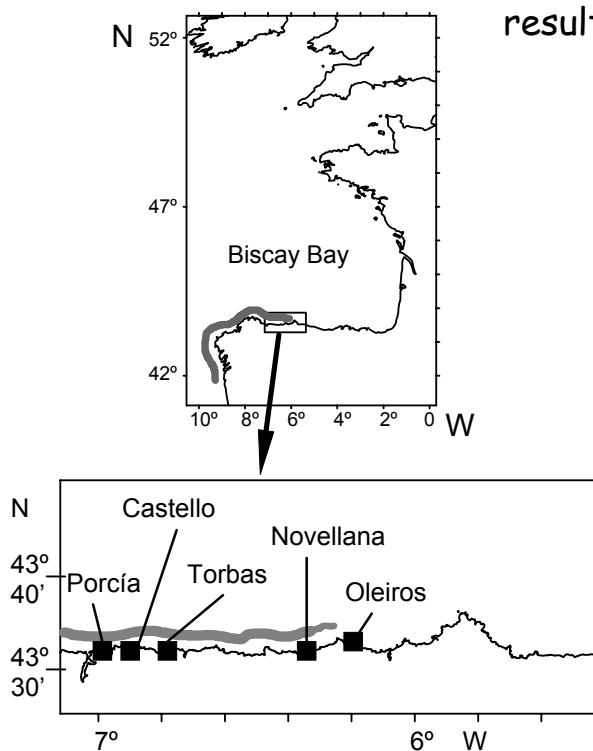 result
N
52º
47º
Biscay Bay
42º
10º 8º 6º 4º 2º 0
W
N
Castello
Novellana
43º
40’
Porcía
Torbas
Oleiros
43º
30’
7º 6º W